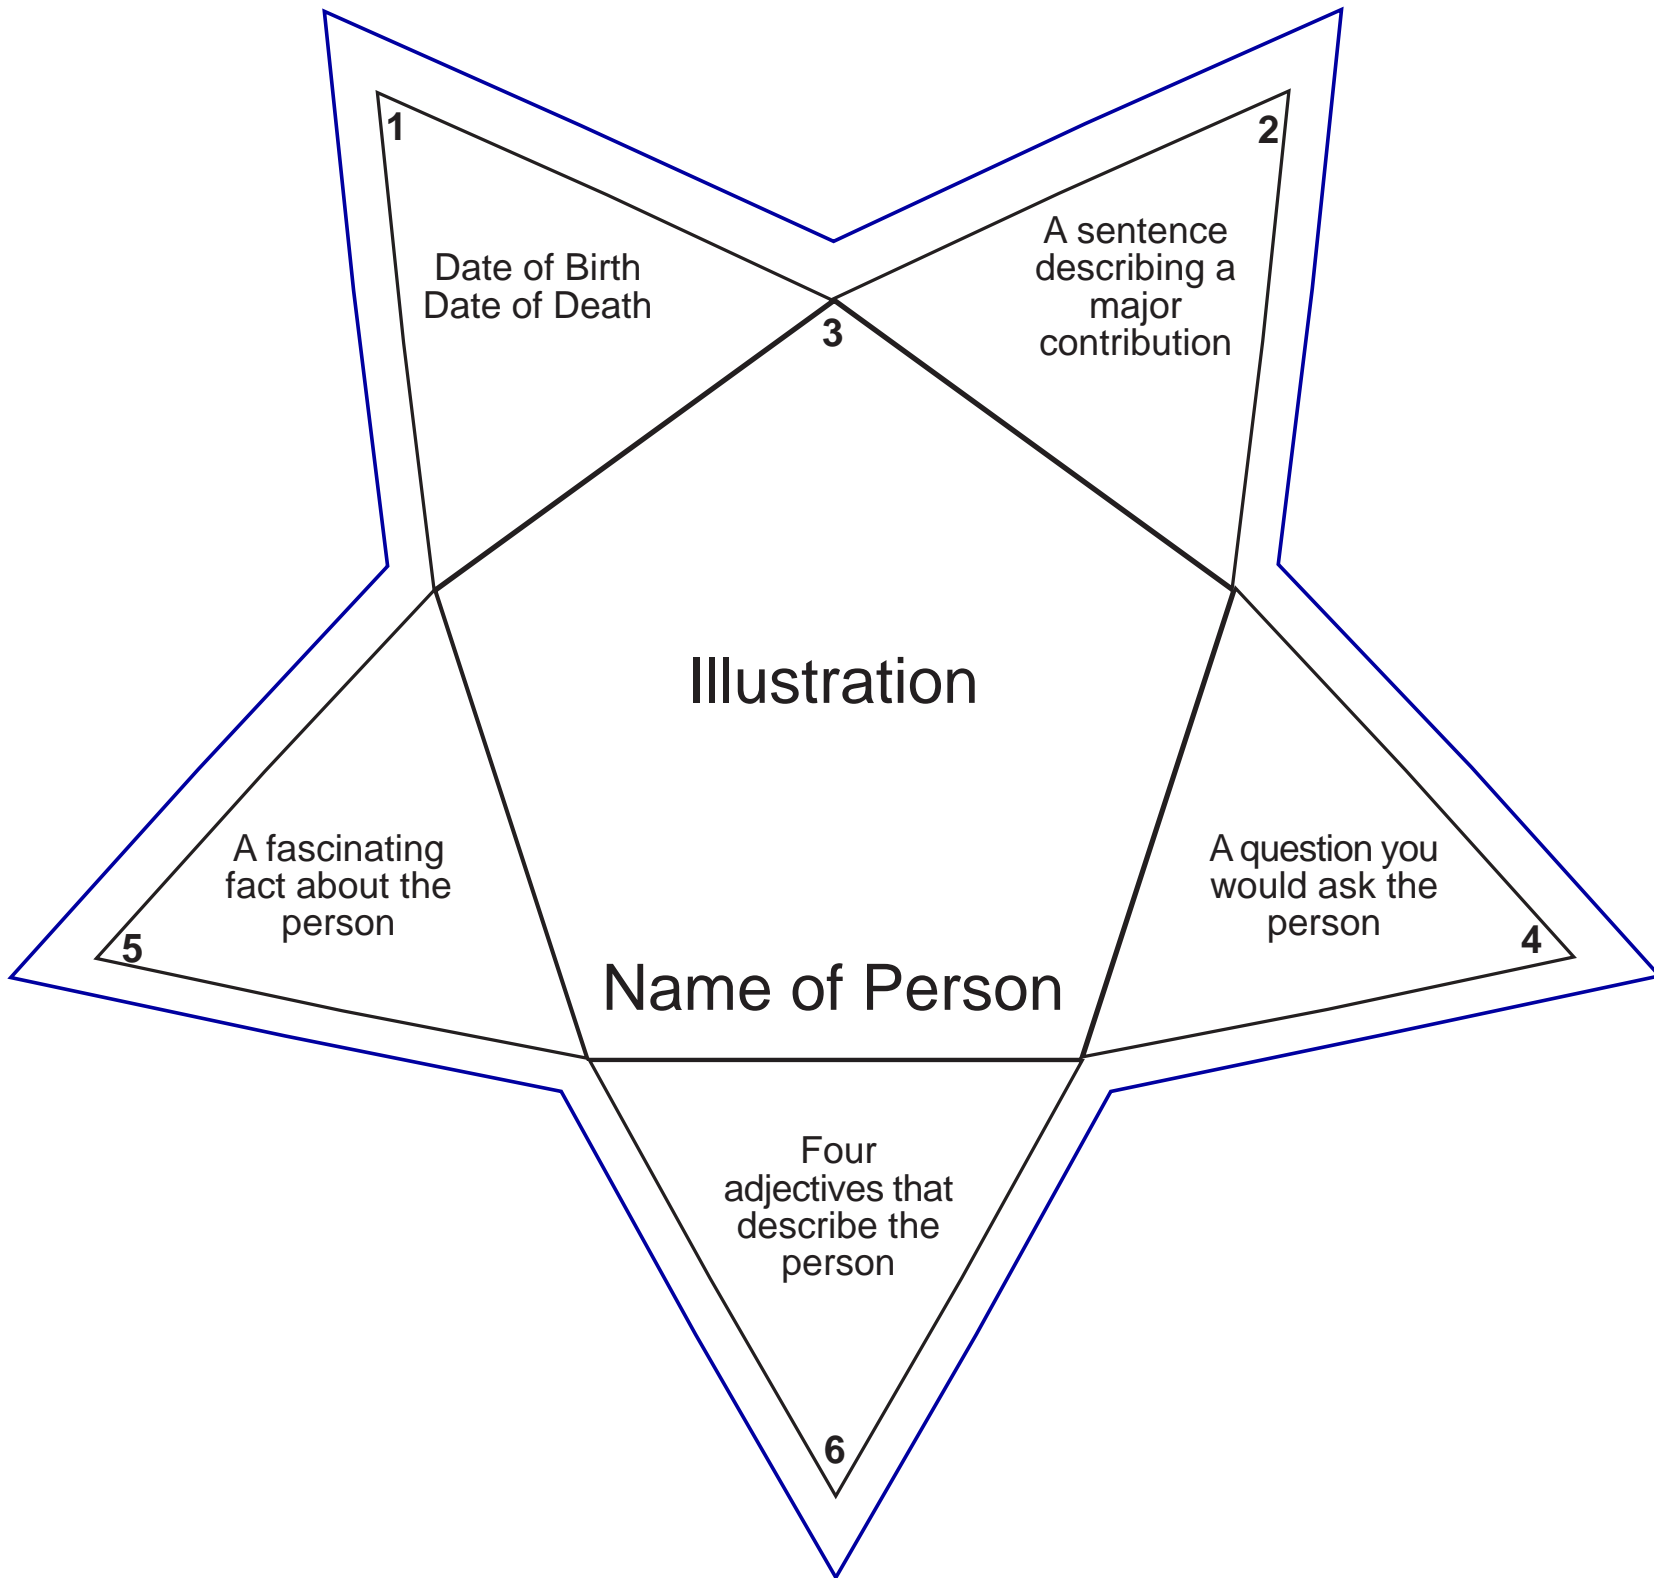 1
Date of Birth
Date of Death
2
A sentence
describing a
major
contribution
3
Illustration
Name of Person
A question you
would ask the
person
4
A fascinating
fact about the
person
5
Four
adjectives that
describe the
person
6